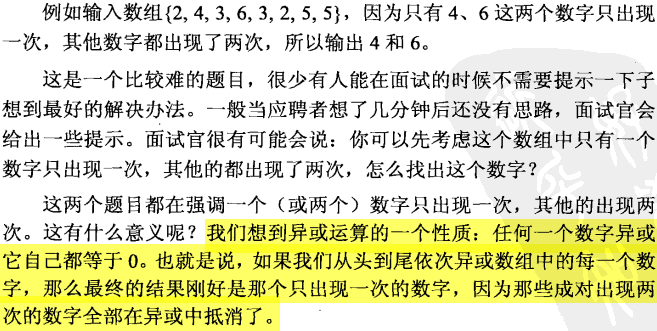 例如输入数组{2, 4, 3, 6, 3, 2, 5, 5}，因为只有 4、6 这两个数字只出现
一次，其他数字都出现了两次，所以输出 4 和 6。
这是一个比较难的题目，很少有人能在面试的时候不需要提示一下子
想到最好的解决办法。一般当应聘者想了几分钟后还没有思路，面试官会
给出一些提示。面试官很有可能会说：你可以先考虑这个数组中只有一个
数字只出现一次，其他的都出现了两次，怎么找出这个数字？
这两个题目都在强调一个（或两个）数字只出现一次，其他的出现两
次。这有什么意义呢？我们想到异或运算的一个性质：任何一个数字异或
它自己都等于 0。也就是说，如果我们从头到尾依次异或数组中的每一个数
字，那么最终的结果刚好是那个只出现一次的数字，因为那些成对出现两
次的数字全部在异或中抵消了。